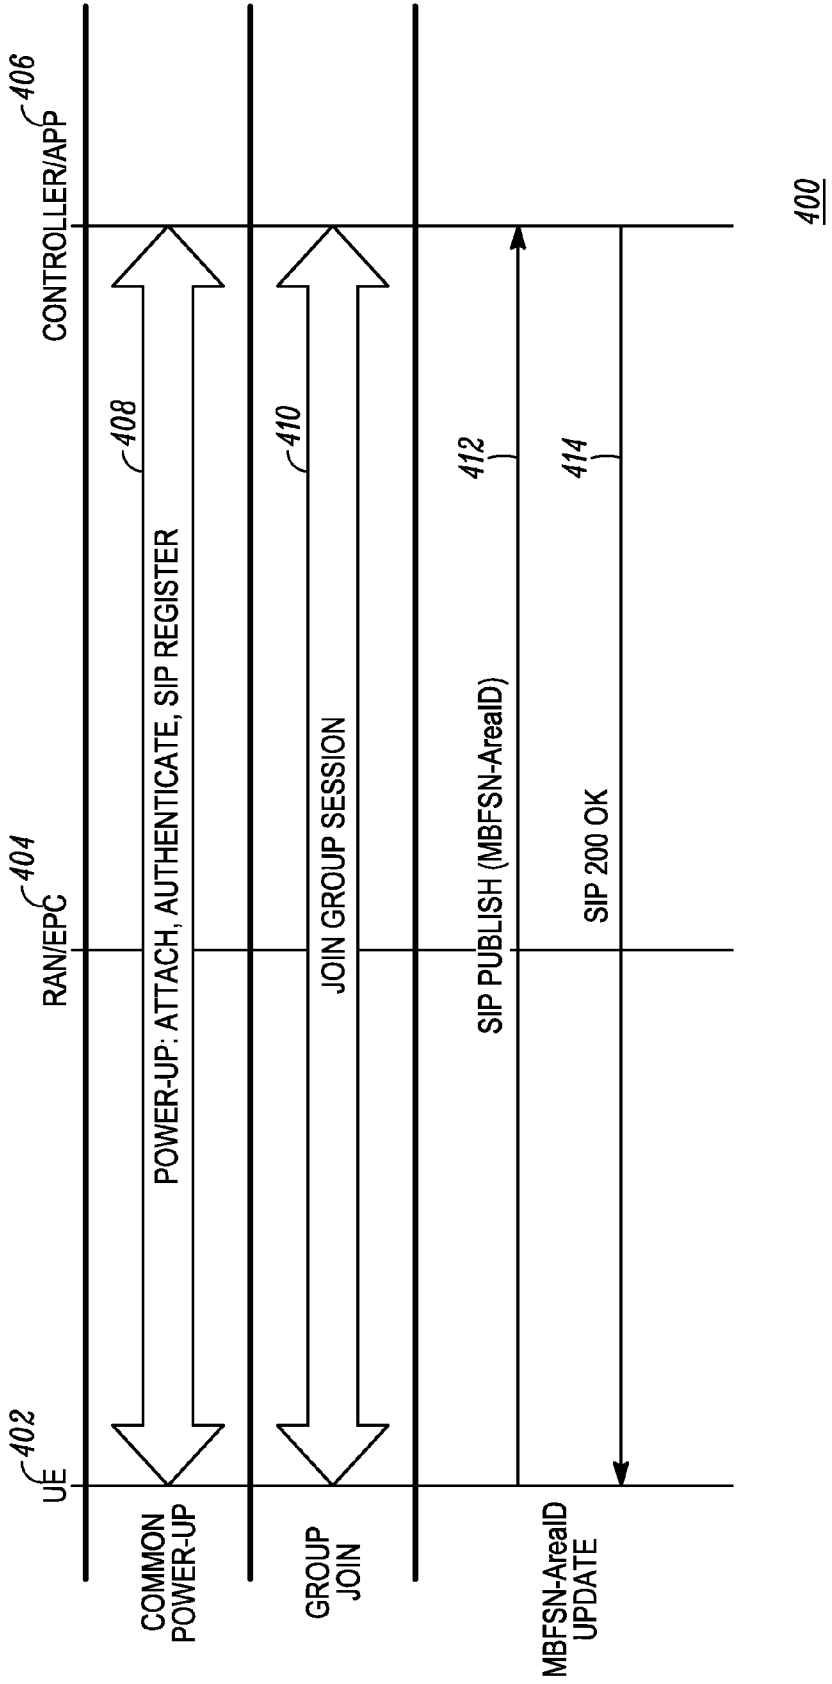 UE 402
RAN/EPC 404
CONTROLLER/APP 406
COMMON
POWER-UP
408
POWER-UP: ATTACH, AUTHENTICATE, SIP REGISTER
GROUP
JOIN
410
JOIN GROUP SESSION
MBFSN-AreaID
UPDATE
SIP PUBLISH (MBFSN-AreaID)
412
SIP 200 OK
414
400